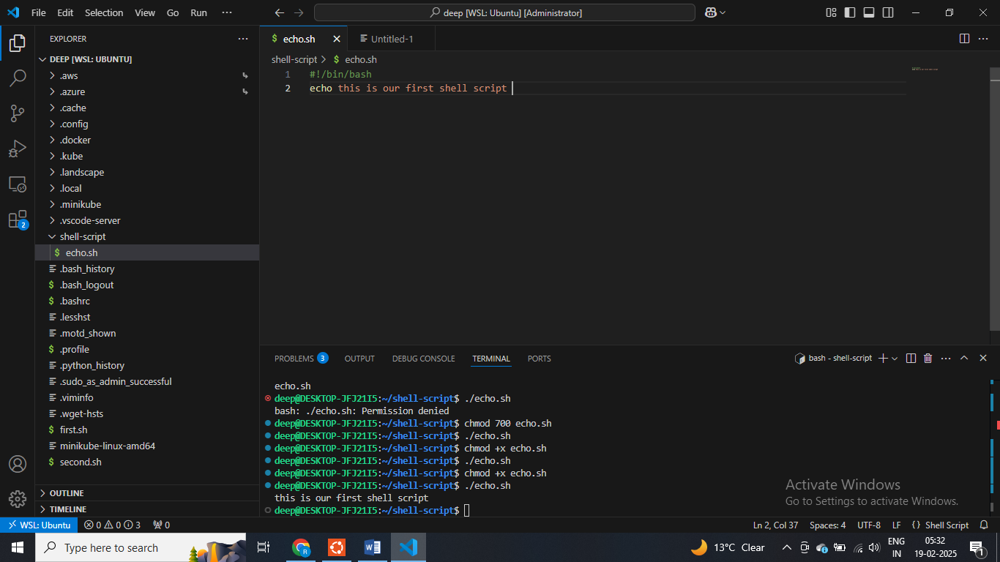 File Edit Selection View Go Run ···
deep [WSL: Ubuntu] [Administrator]
EXPLORER
DEEP [WSL: UBUNTU]
.aws
.azure
.cache
.config
.docker
.kube
.landscape
.local
.minikube
.vscode-server
shell-script
$ echo.sh
.bash_history
$ .bash_logout
$ .bashrc
.lesshst
.motd_shown
$ .profile
.python_history
.sudo_as_admin_successful
.viminfo
.wget-hsts
$ first.sh
minikube-linux-amd64
$ second.sh
OUTLINE
TIMELINE
2
$ echo.sh
Untitled-1
shell-script > $ echo.sh
1 #!/bin/bash
2 echo this is our first shell script
PROBLEMS 3 OUTPUT DEBUG CONSOLE TERMINAL PORTS
bash - shell-script
echo.sh
deep@DESKTOP-JFJ21I5:~/shell-script$ ./echo.sh
bash: ./echo.sh: Permission denied
deep@DESKTOP-JFJ21I5:~/shell-script$ chmod 700 echo.sh
deep@DESKTOP-JFJ21I5:~/shell-script$ ./echo.sh
deep@DESKTOP-JFJ21I5:~/shell-script$ chmod +x echo.sh
deep@DESKTOP-JFJ21I5:~/shell-script$ ./echo.sh
deep@DESKTOP-JFJ21I5:~/shell-script$ chmod +x echo.sh
deep@DESKTOP-JFJ21I5:~/shell-script$ ./echo.sh
this is our first shell script
deep@DESKTOP-JFJ21I5:~/shell-script$
Activate Windows
Go to Settings to activate Windows.
WSL: Ubuntu 0 0 3 0
Ln 2, Col 37 Spaces: 4 UTF-8 LF {} Shell Script
Type here to search
R
W
13°C Clear
ENG
IN
05:32
19-02-2025
1